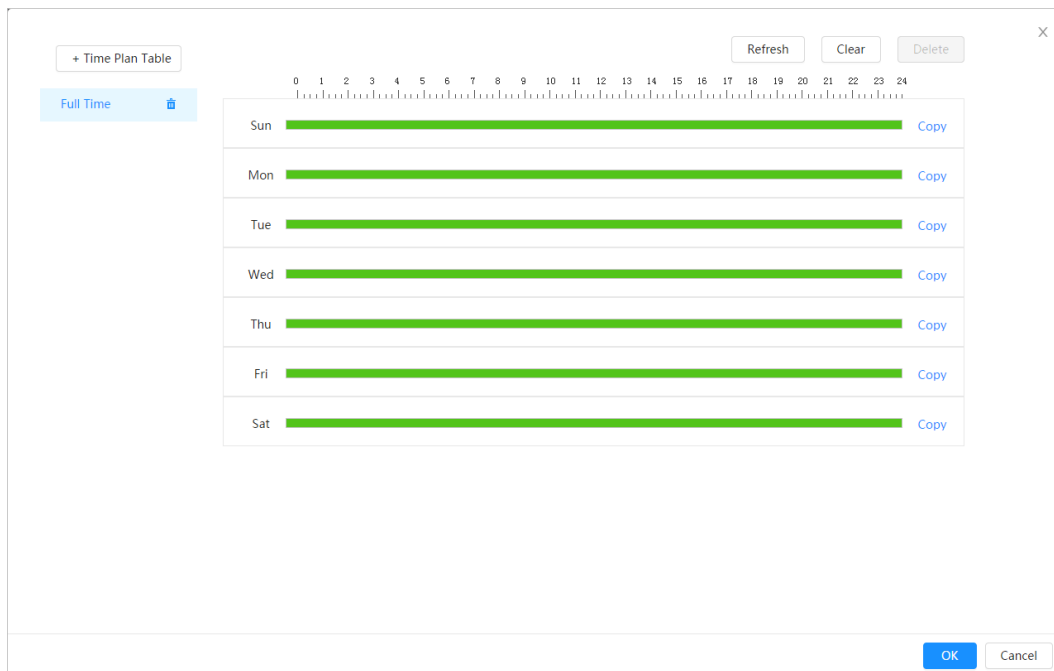 + Time Plan Table
Refresh
Clear
Delete
X
Full Time
0 1 2 3 4 5 6 7 8 9 10 11 12 13 14 15 16 17 18 19 20 21 22 23 24
Sun Copy
Mon Copy
Tue Copy
Wed Copy
Thu Copy
Fri Copy
Sat Copy
OK
Cancel